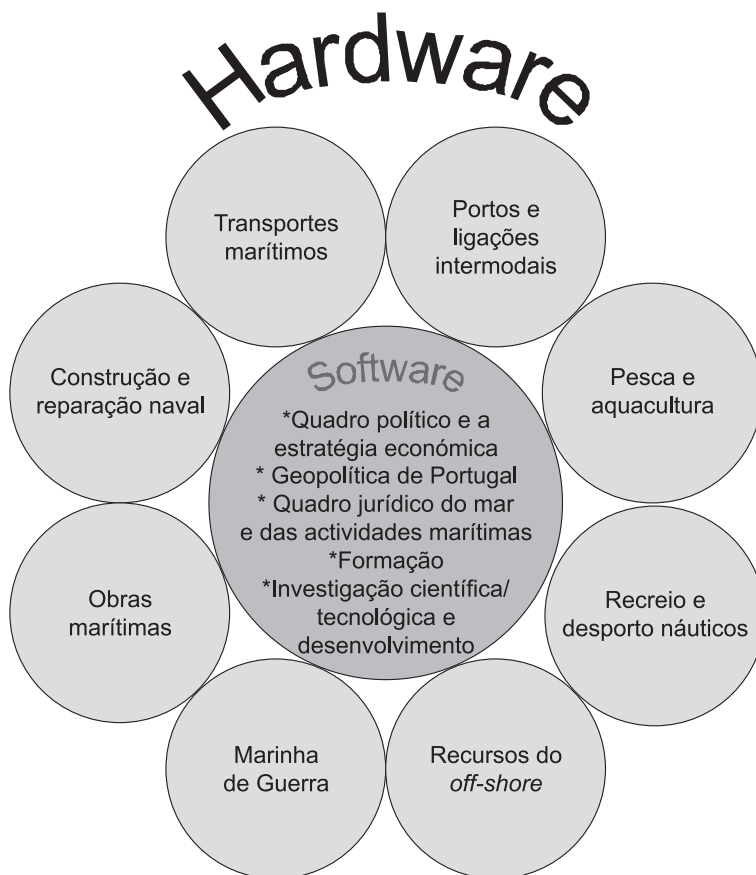 Hardware
Transportes
marítimos
Portos e
ligações
intermodais
Construção e
reparação naval
Pesca e
aquacultura
Software
*Quadro político e a
estratégia económica
* Geopolítica de Portugal
* Quadro jurídico do mar
e das actividades marítimas
*Formação
*Investigação científica/
tecnológica e
desenvolvimento
Obras
marítimas
Recreio e
desporto náuticos
Marinha
de Guerra
Recursos do
off-shore